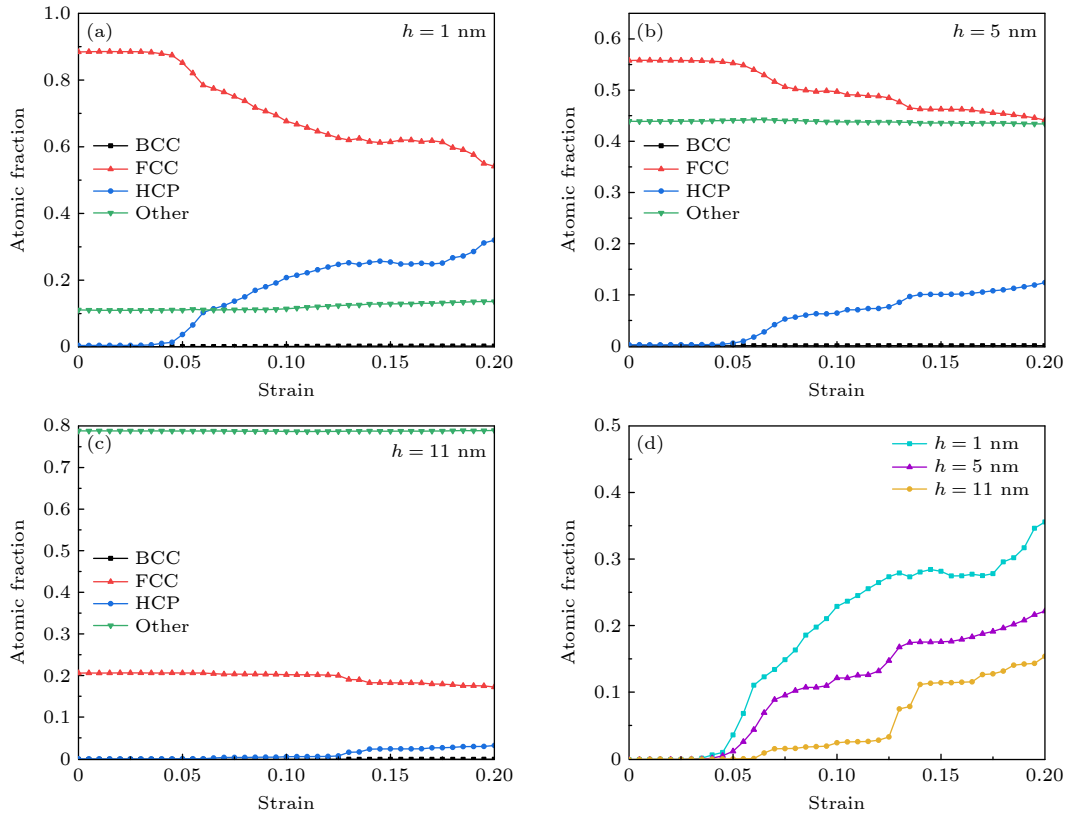 (a)
h = 1 nm
1.0
0.8
0.6
0.4
0.2
0
Atomic fraction
BCC
FCC
HCP
Other
0
0.05
0.10
0.15
0.20
Strain
(b)
h = 5 nm
0.6
0.5
0.4
0.3
0.2
0.1
0
Atomic fraction
BCC
FCC
HCP
Other
0
0.05
0.10
0.15
0.20
Strain
(c)
h = 11 nm
0.8
0.7
0.6
0.5
0.4
0.3
0.2
0.1
0
Atomic fraction
BCC
FCC
HCP
Other
0
0.05
0.10
0.15
0.20
Strain
(d)
h = 1 nm
h = 5 nm
h = 11 nm
0.5
0.4
0.3
0.2
0.1
0
Atomic fraction
0
0.05
0.10
0.15
0.20
Strain